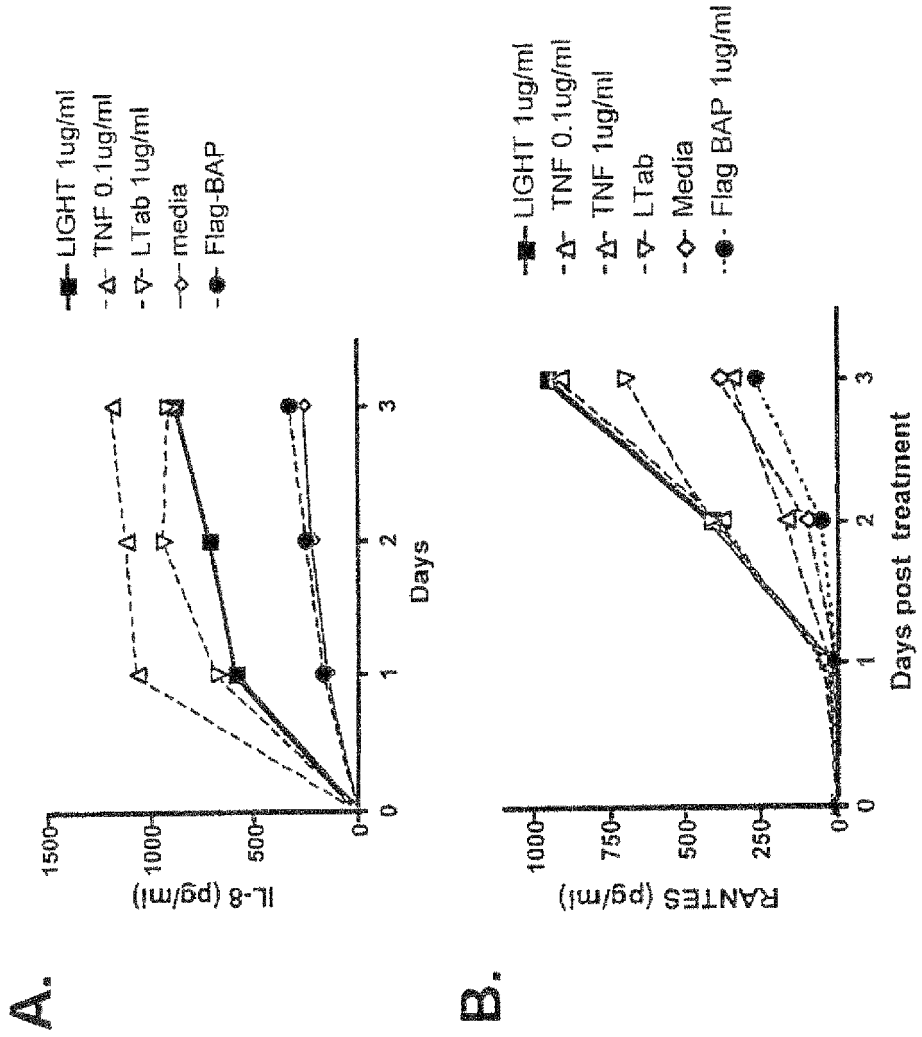 A.
IL-8 (pg/ml)
1500
1000
500
0
0
1
2
3
Days
LIGHT 1ug/ml
TNF 0.1ug/ml
LTab 1ug/ml
media
Flag-BAP
B.
RANTES (pg/ml)
1000
750
500
250
0
0
1
2
3
Days post treatment
LIGHT 1ug/ml
TNF 0.1ug/ml
TNF 1ug/ml
LTab
Media
Flag BAP 1ug/ml